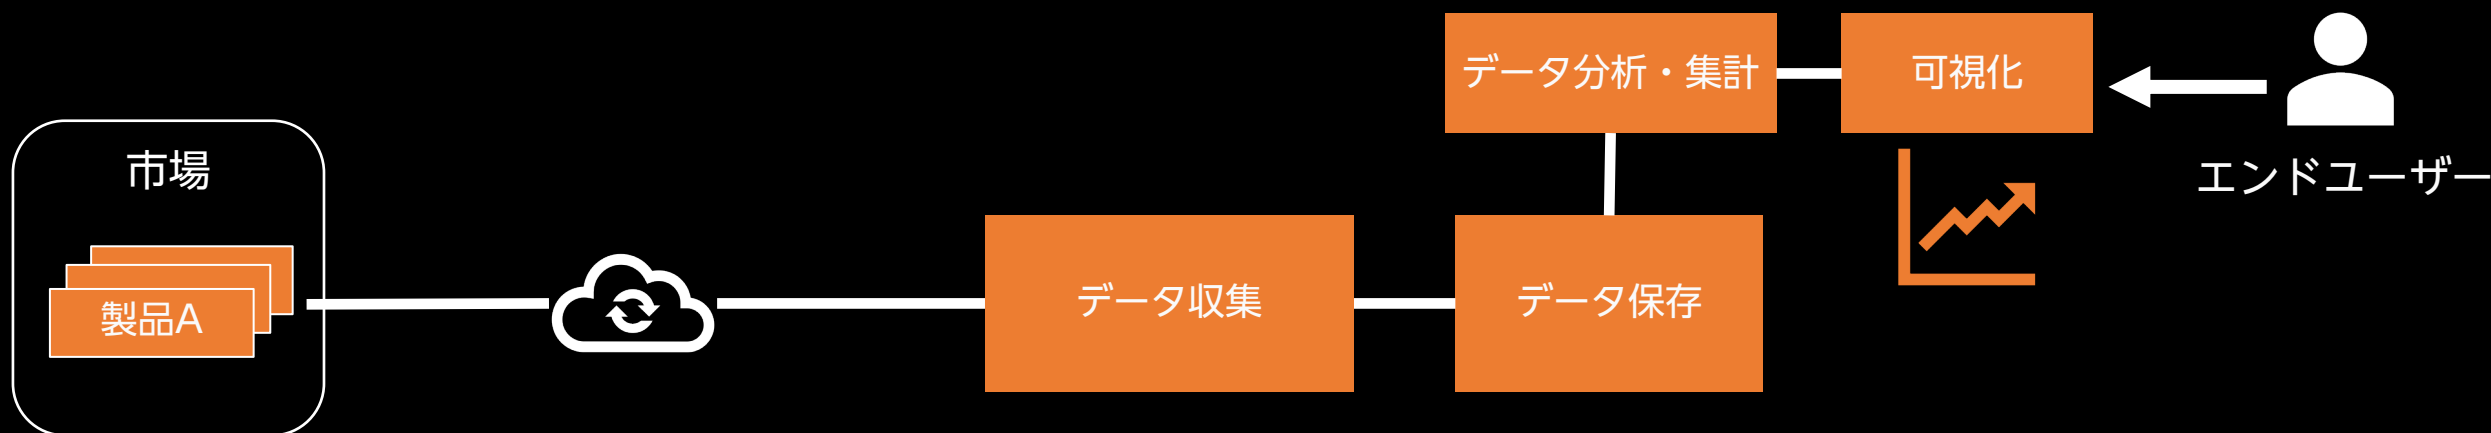 市場
製品A
データ収集
データ保存
データ分析・集計
可視化
エンドユーザー